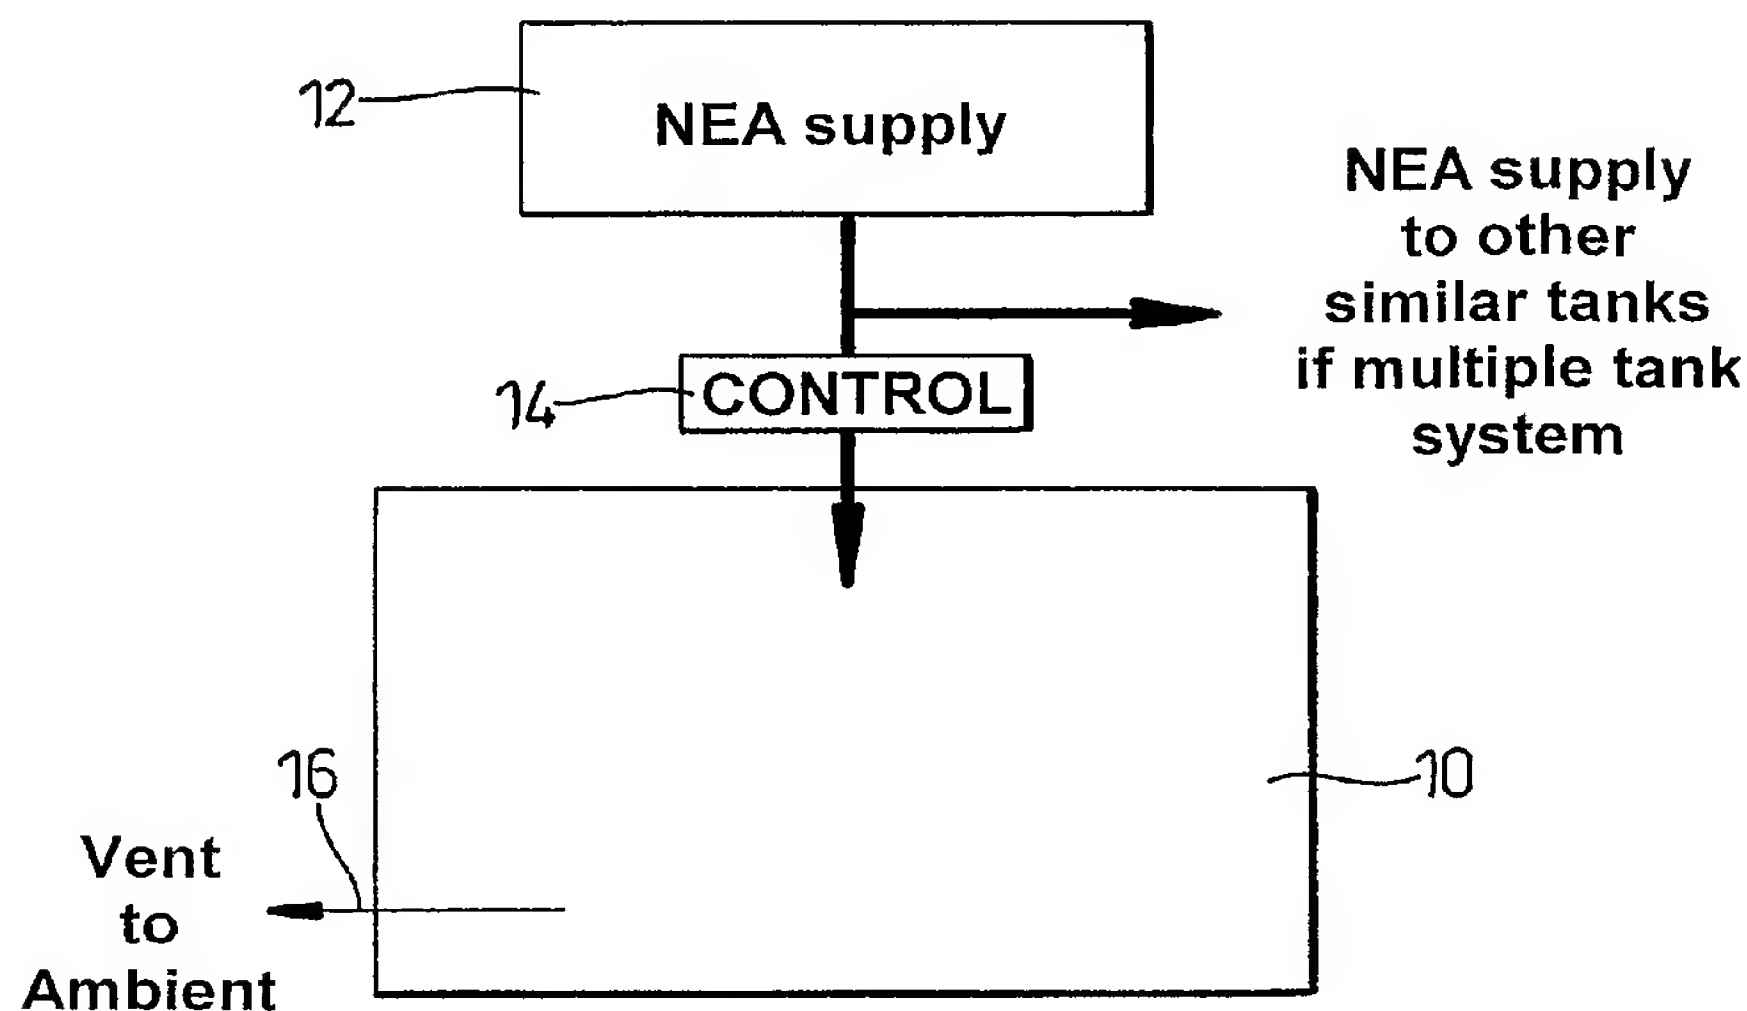 12
NEA supply
NEA supply
to other
similar tanks
if multiple tank
system
14
CONTROL
16
10
Vent
to
Ambient